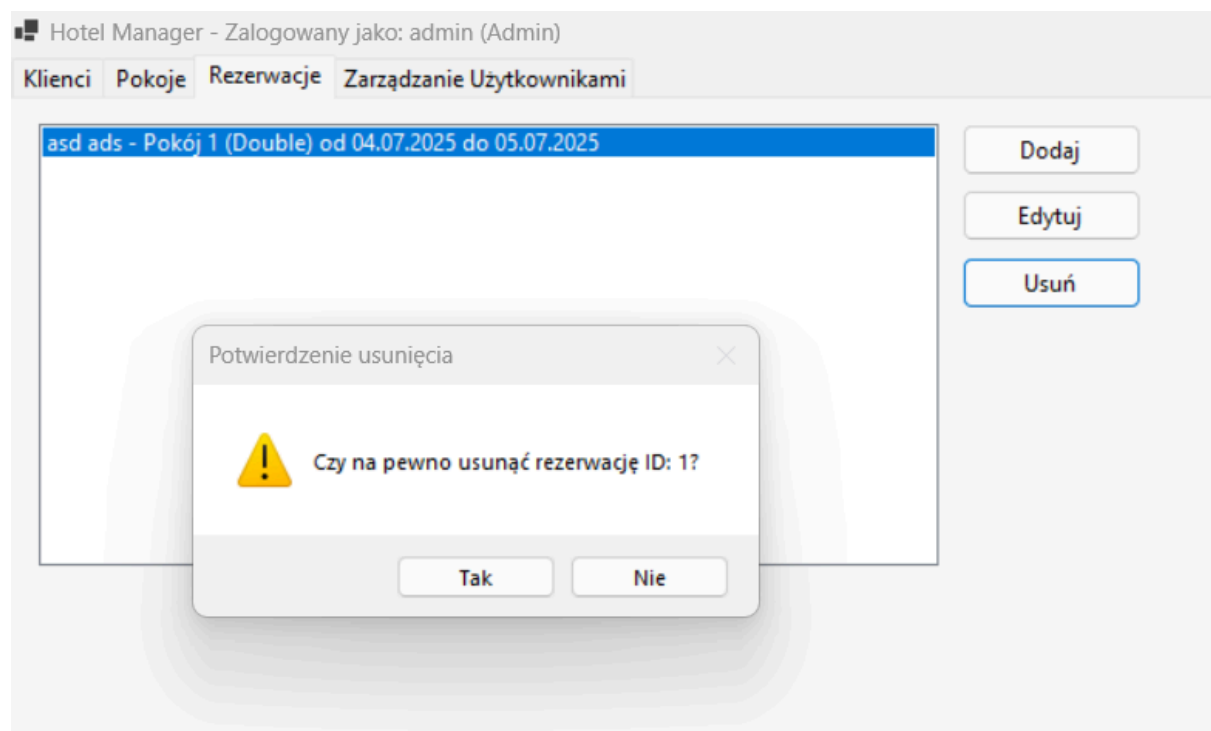 Hotel Manager - Zalogowany jako: admin (Admin)
Klienci Pokoje Rezerwacje Zarządzanie Użytkownikami
asd ads - Pokój 1 (Double) od 04.07.2025 do 05.07.2025
Dodaj
Edytuj
Usuń
Potwierdzenie usunięcia
Czy na pewno usunąć rezerwację ID: 1?
Tak Nie